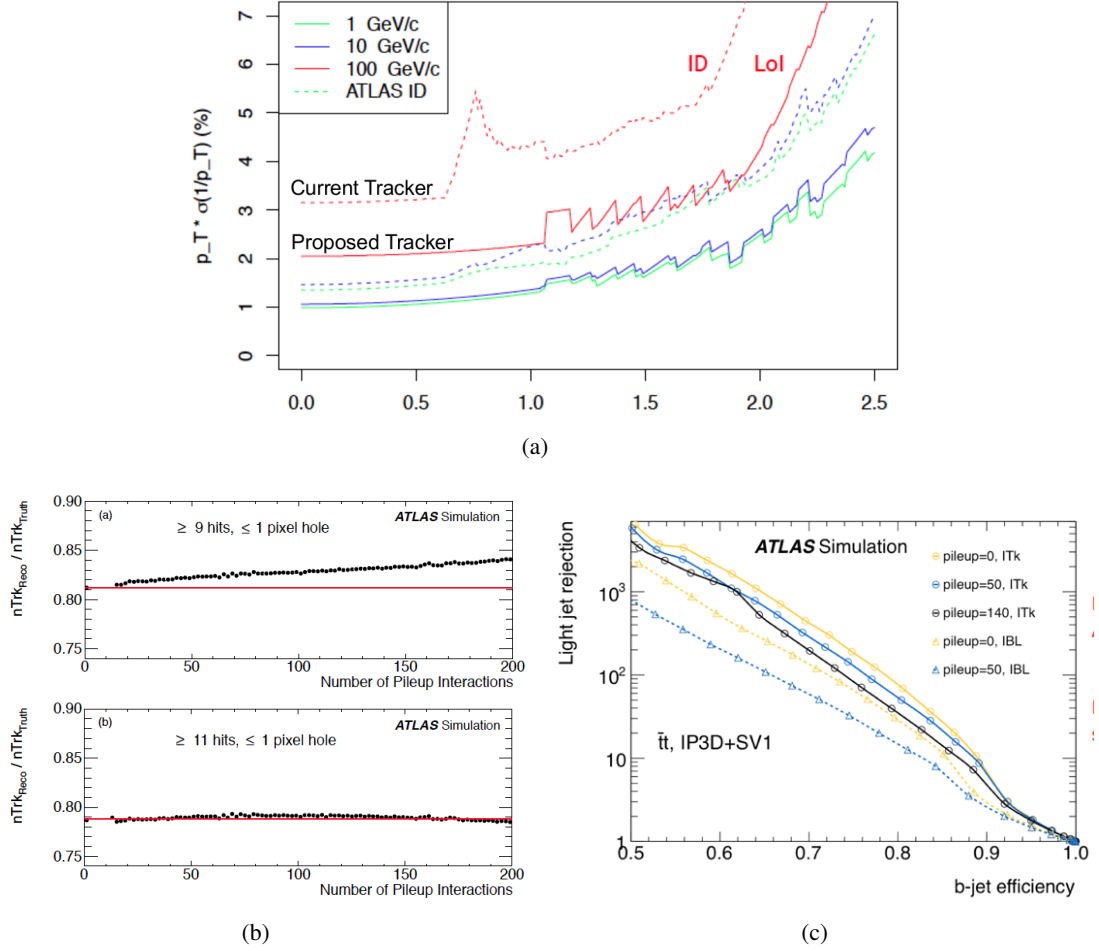 7
6
5
4
3
2
1
0
p_T * σ(1/p_T) (%)
1 GeV/c
10 GeV/c
100 GeV/c
ATLAS ID
ID
LoI
Current Tracker
Proposed Tracker
0.0 0.5 1.0 1.5 2.0 2.5
(a)
0.90
0.85
0.80
0.75
nTrkReco / nTrkTruth
(a)
≥ 9 hits, ≤ 1 pixel hole
ATLAS Simulation
0 50 100 150 200
Number of Pileup Interactions
0.90
0.85
0.80
0.75
nTrkReco / nTrkTruth
(b)
≥ 11 hits, ≤ 1 pixel hole
ATLAS Simulation
0 50 100 150 200
Number of Pileup Interactions
(b)
Light jet rejection
10³
10²
10
1
ATLAS Simulation
pileup=0, ITk
pileup=50, ITk
pileup=140, ITk
pileup=0, IBL
pileup=50, IBL
t̄t, IP3D+SV1
0.5 0.6 0.7 0.8 0.9 1.0
b-jet efficiency
(c)